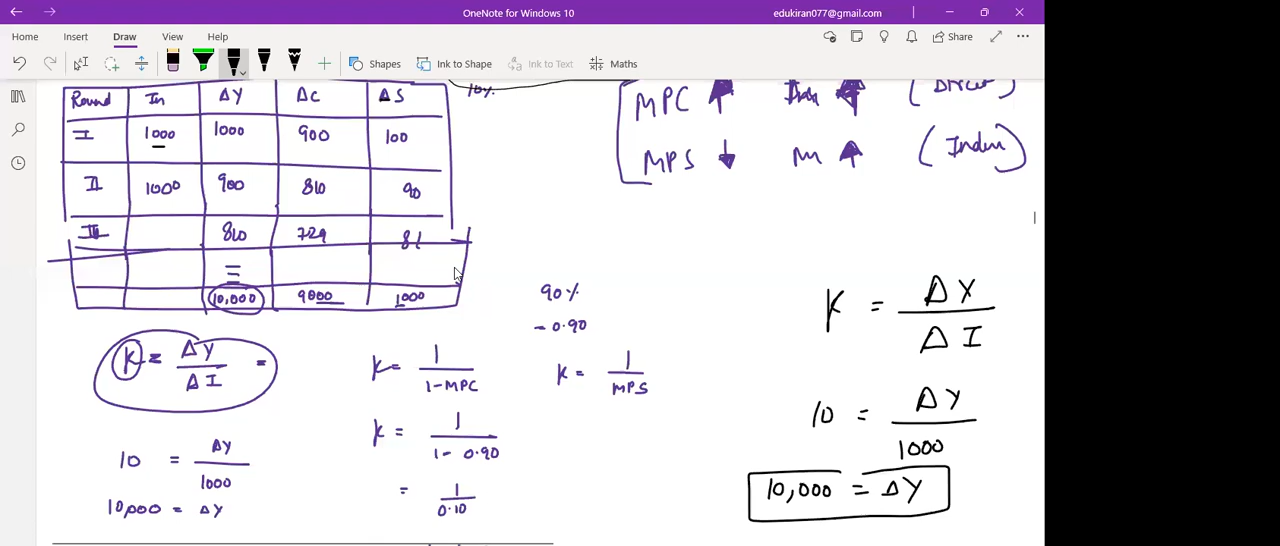 OneNote for Windows 10
edukiran077@gmail.com
Home Insert Draw View Help
Share
Shapes Ink to Shape Ink to Text Maths
Round In ΔY ΔC ΔS
10%
I 1000 1000 900 100
II 1000 900 810 90
III 810 729 81
10,000 9000 1000
MPC
MPS
90%
- 0.90
K = ΔY / ΔI =
K = 1 / 1-MPC
K = 1 / MPS
K = 1 / 1 - 0.90
10 = ΔY / 1000
= 1 / 0.10
10,000 = ΔY
K = ΔY / ΔI
10 = ΔY / 1000
10,000 = ΔY